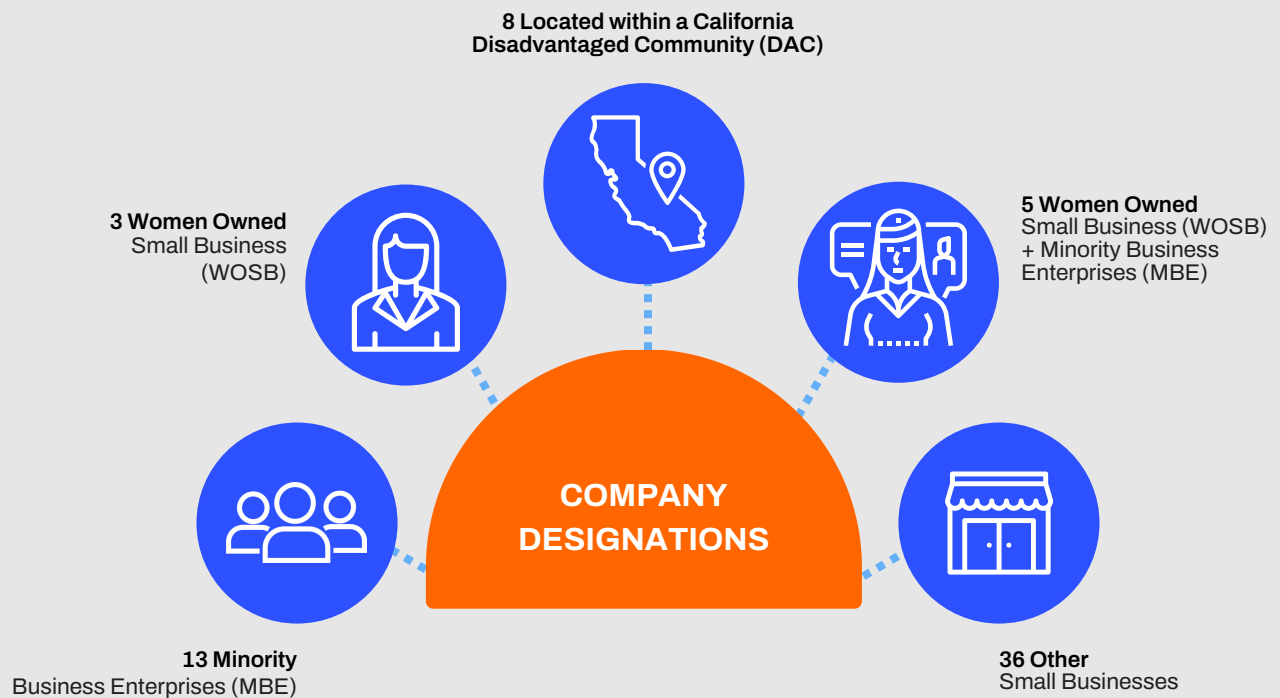 8 Located within a California
Disadvantaged Community (DAC)
3 Women Owned
Small Business
(WOSB)
5 Women Owned
Small Business (WOSB)
+ Minority Business
Enterprises (MBE)
COMPANY
DESIGNATIONS
13 Minority
Business Enterprises (MBE)
36 Other
Small Businesses